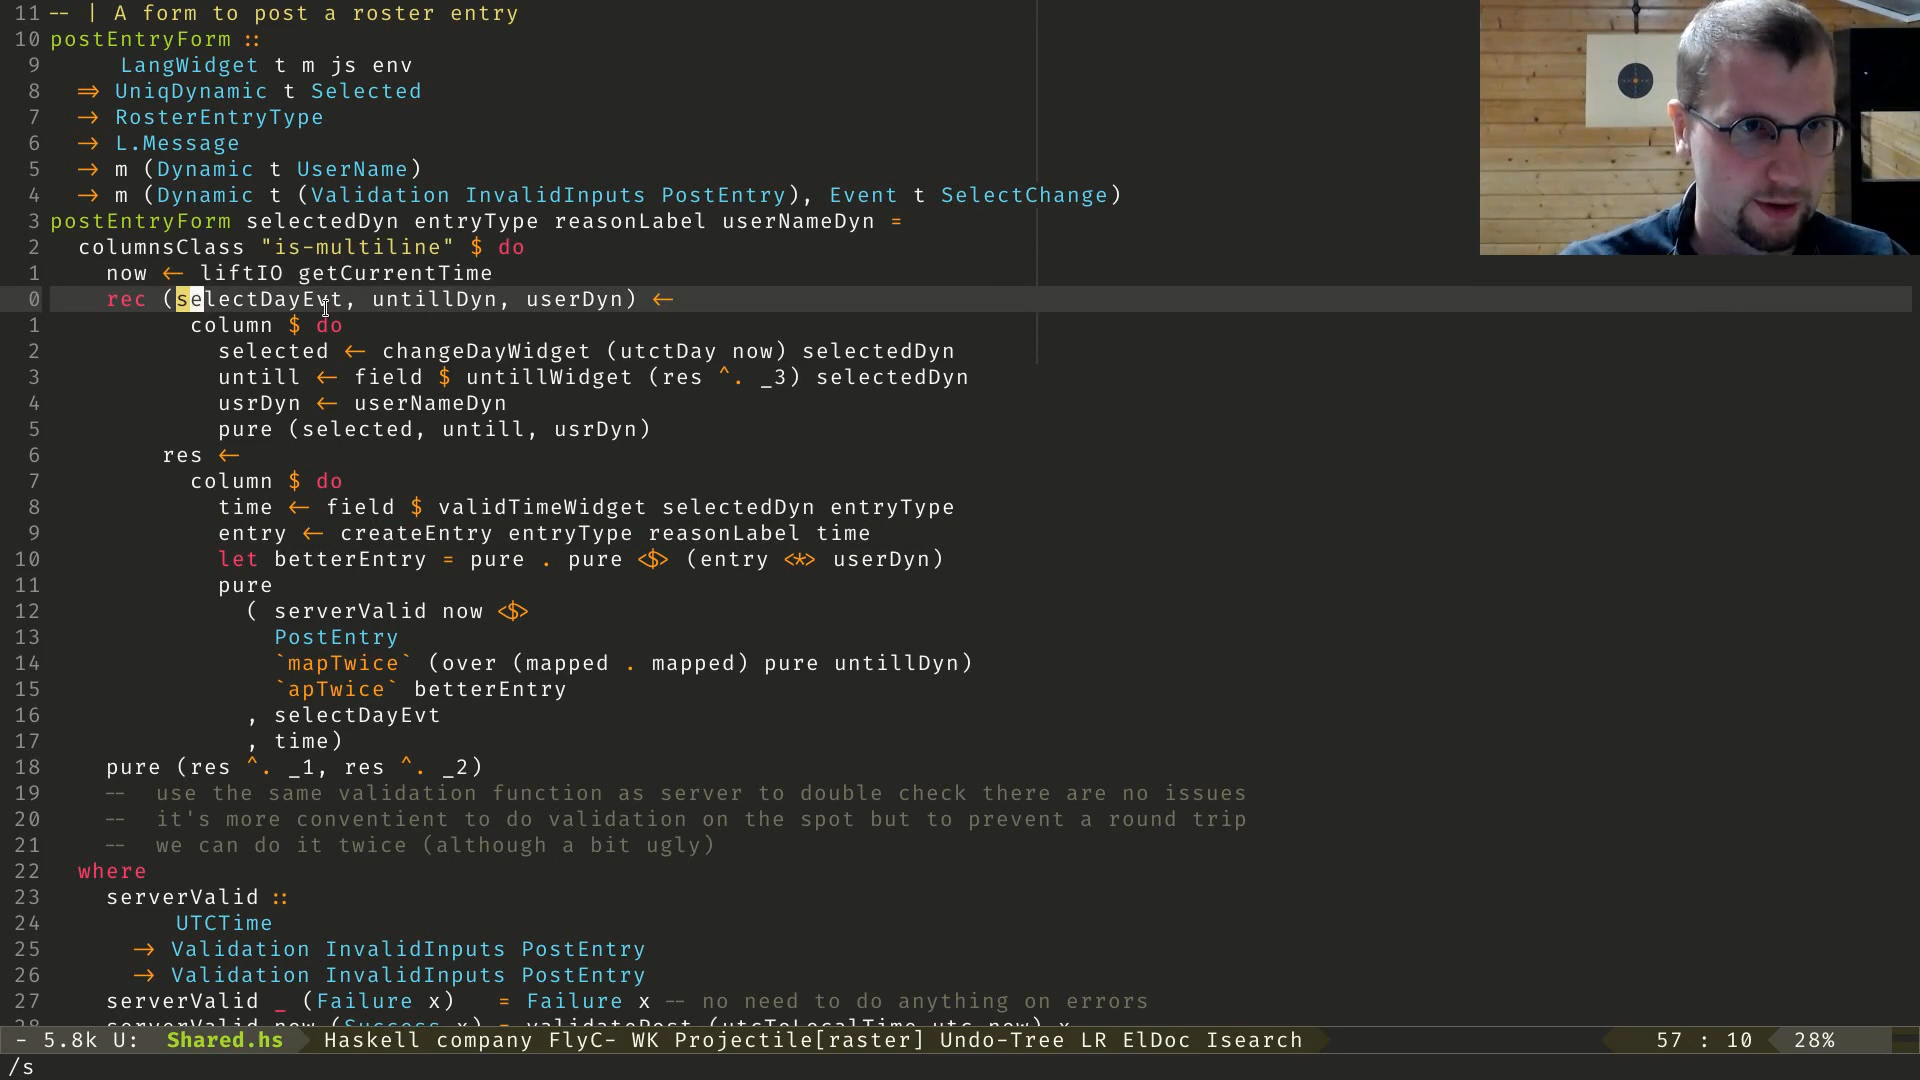 11 -- | A form to post a roster entry
10 postEntryForm ::
9 LangWidget t m js env
8 ⇒ UniqDynamic t Selected
7 → RosterEntryType
6 → L.Message
5 → m (Dynamic t UserName)
4 → m (Dynamic t (Validation InvalidInputs PostEntry), Event t SelectChange)
3 postEntryForm selectedDyn entryType reasonLabel userNameDyn =
2 columnsClass "is-multiline" $ do
1 now ← liftIO getCurrentTime
0 rec (selectDayEvt, untillDyn, userDyn) ←
1 column $ do
2 selected ← changeDayWidget (utctDay now) selectedDyn
3 untill ← field $ untillWidget (res ^. _3) selectedDyn
4 usrDyn ← userNameDyn
5 pure (selected, untill, usrDyn)
6 res ←
7 column $ do
8 time ← field $ validTimeWidget selectedDyn entryType
9 entry ← createEntry entryType reasonLabel time
10 let betterEntry = pure . pure <$> (entry <*> userDyn)
11 pure
12 ( serverValid now <$>
13 PostEntry
14 `mapTwice` (over (mapped . mapped) pure untillDyn)
15 `apTwice` betterEntry
16 , selectDayEvt
17 , time)
18 pure (res ^. _1, res ^. _2)
19 -- use the same validation function as server to double check there are no issues
20 -- it's more conventient to do validation on the spot but to prevent a round trip
21 -- we can do it twice (although a bit ugly)
22 where
23 serverValid ::
24 UTCTime
25 → Validation InvalidInputs PostEntry
26 → Validation InvalidInputs PostEntry
27 serverValid _ (Failure x) = Failure x -- no need to do anything on errors
28 serverValid now (Success x) = validatePost (utcToLocalTime utc now) x
- 5.8k U: Shared.hs Haskell company FlyC- WK Projectile[raster] Undo-Tree LR ElDoc Isearch 57 : 10 28%
/s